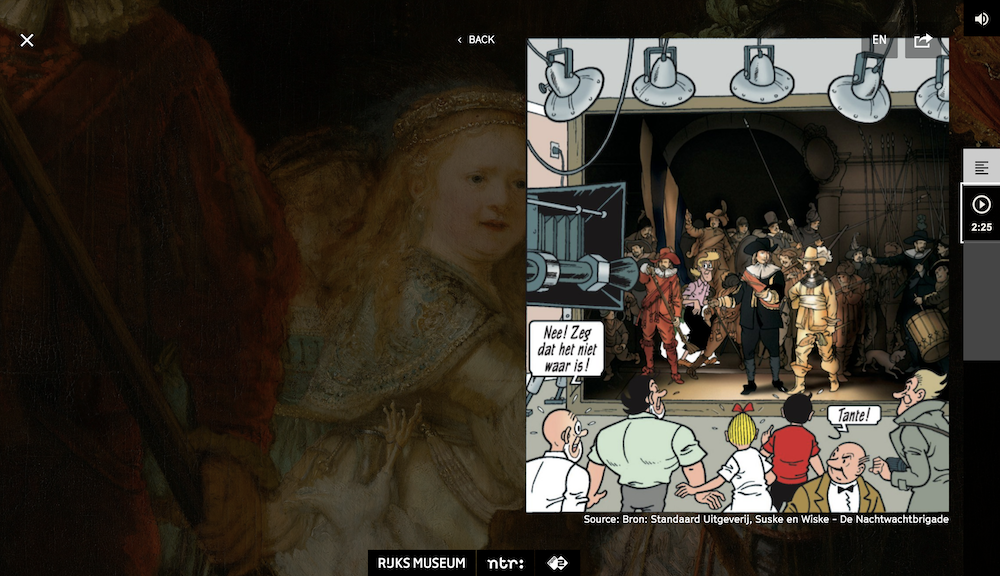 ‹ BACK
EN
2:25
Nee! Zeg
dat het niet
waar is!
Tante!
Source: Bron: Standaard Uitgeverij, Suske en Wiske - De Nachtwachtbrigade
RIJKS MUSEUM
ntr:
2